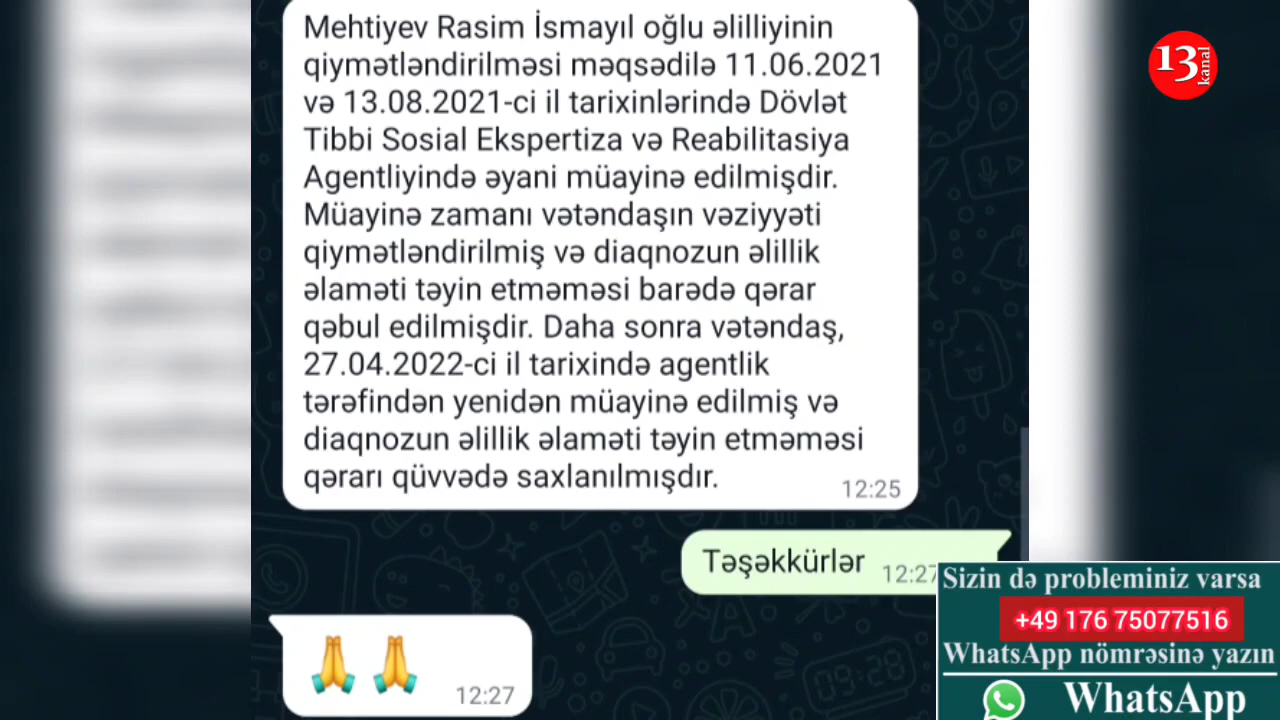 Mehtiyev Rasim İsmayıl oğlu əlilliyinin
qiymətləndirilməsi məqsədilə 11.06.2021
və 13.08.2021-ci il tarixinlərində Dövlət
Tibbi Sosial Ekspertiza və Reabilitasiya
Agentliyində əyani müayinə edilmişdir.
Müayinə zamanı vətəndaşın vəziyyəti
qiymətləndirilmiş və diaqnozun əlillik
əlaməti təyin etməməsi barədə qərar
qəbul edilmişdir. Daha sonra vətəndaş,
27.04.2022-ci il tarixində agentlik
tərəfindən yenidən müayinə edilmiş və
diaqnozun əlillik əlaməti təyin etməməsi
qərarı qüvvədə saxlanılmışdır.
12:25
Təşəkkürlər
12:27
🙏 🙏
12:27
13 kanal
Sizin də probleminiz varsa
+49 176 75077516
WhatsApp nömrəsinə yazın
WhatsApp